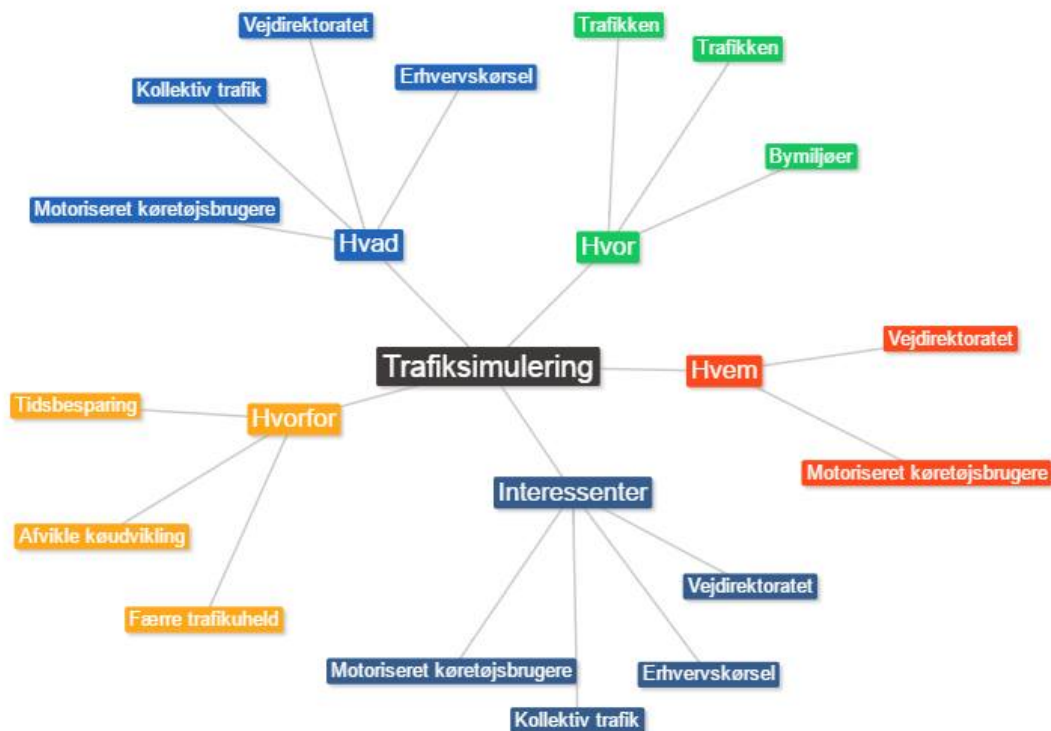 Vejdirektoratet
Trafikken
Trafikken
Kollektiv trafik
Erhvervskørsel
Bymiljøer
Motoriseret køretøjsbrugere
Hvad
Hvor
Trafiksimulering
Vejdirektoratet
Hvem
Tidsbesparing
Hvorfor
Motoriseret køretøjsbrugere
Interessenter
Afvikle køudvikling
Vejdirektoratet
Færre trafikuheld
Motoriseret køretøjsbrugere
Erhvervskørsel
Kollektiv trafik